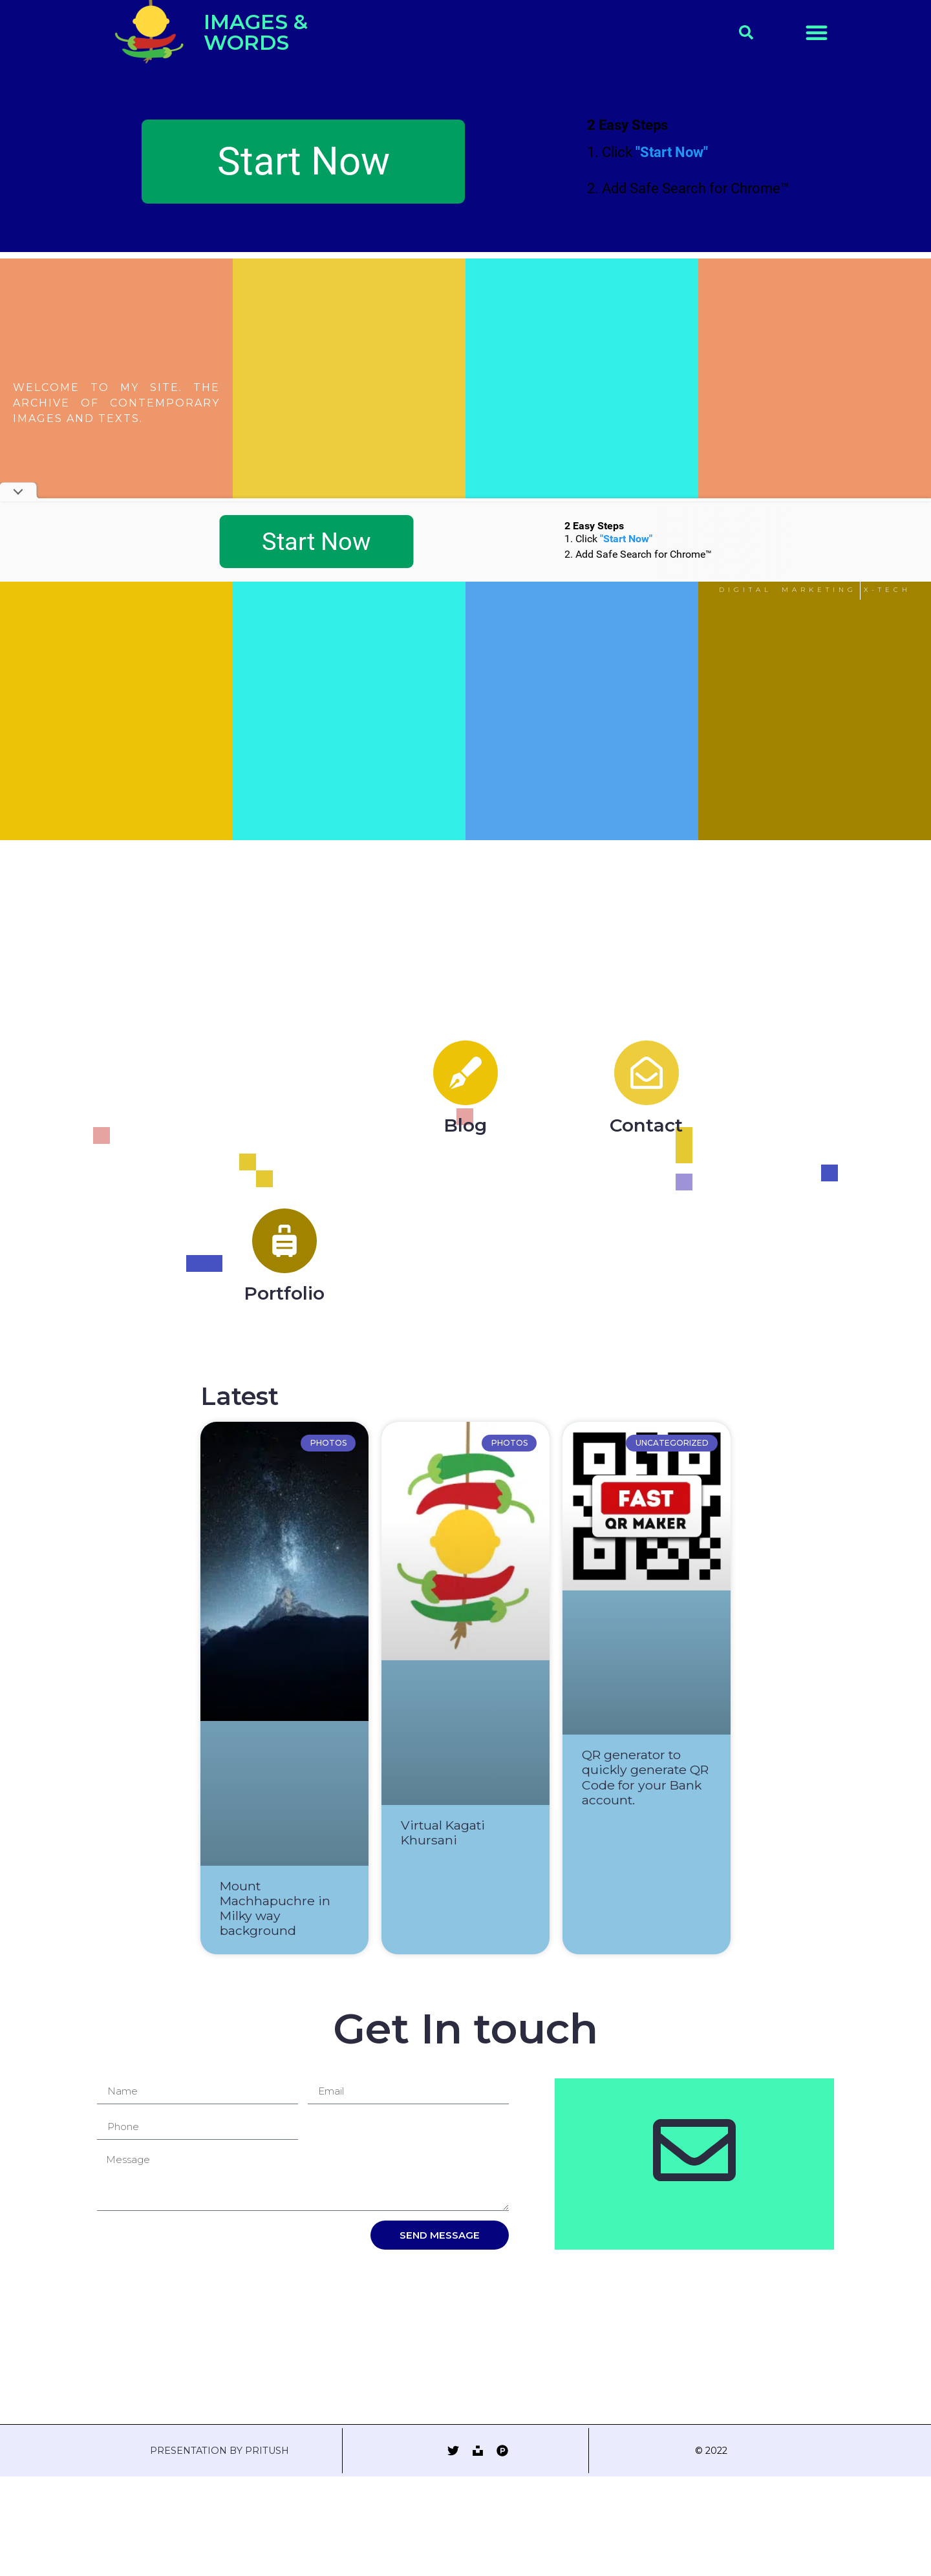 IMAGES &
WORDS
Start Now
2 Easy Steps
1. Click "Start Now"
2. Add Safe Search for Chrome™
WELCOME TO MY SITE. THE
ARCHIVE OF CONTEMPORARY
IMAGES AND TEXTS.
Start Now
2 Easy Steps
1. Click "Start Now"
2. Add Safe Search for Chrome™
DIGITAL MARKETING X-TECH
Blog
Contact
Portfolio
Latest
PHOTOS
Mount
Machhapuchre in
Milky way
background
PHOTOS
Virtual Kagati
Khursani
UNCATEGORIZED
FAST
QR MAKER
QR generator to
quickly generate QR
Code for your Bank
account.
Get In touch
Name
Email
Phone
Message
SEND MESSAGE
PRESENTATION BY PRITUSH
© 2022